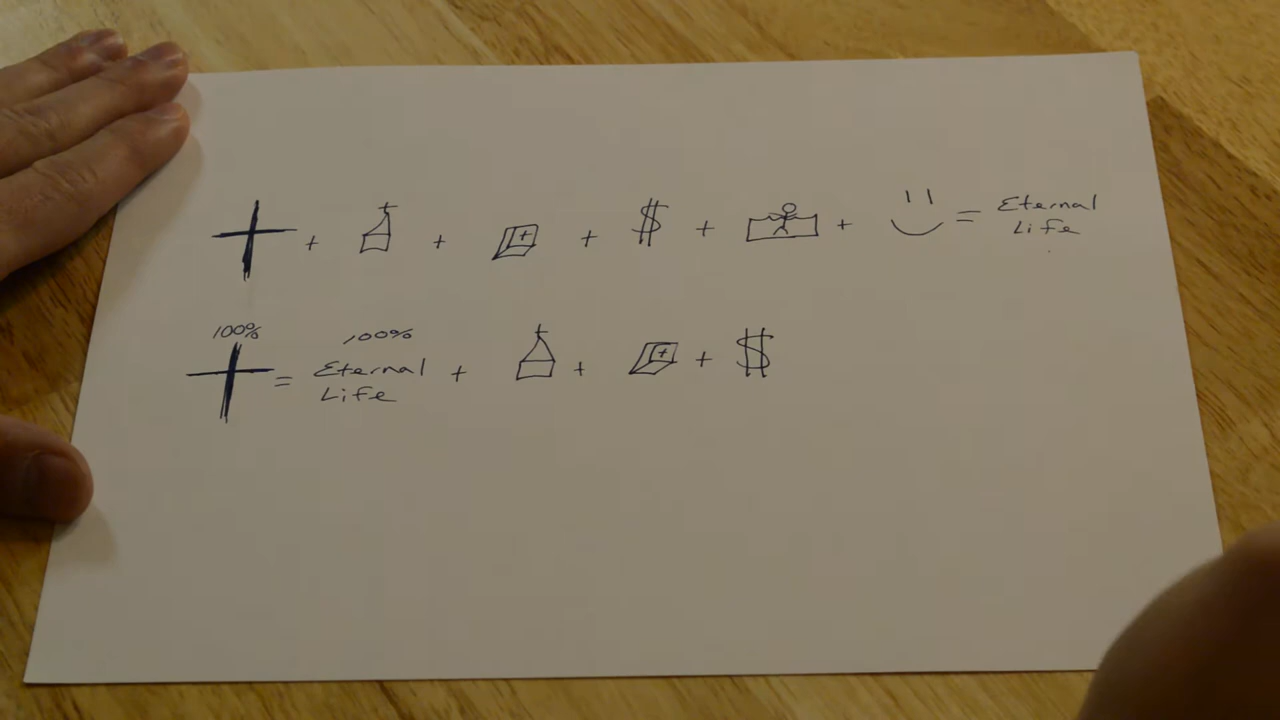 + + + $ + + = Eternal
Life
100% 100%
= Eternal + + + $
Life